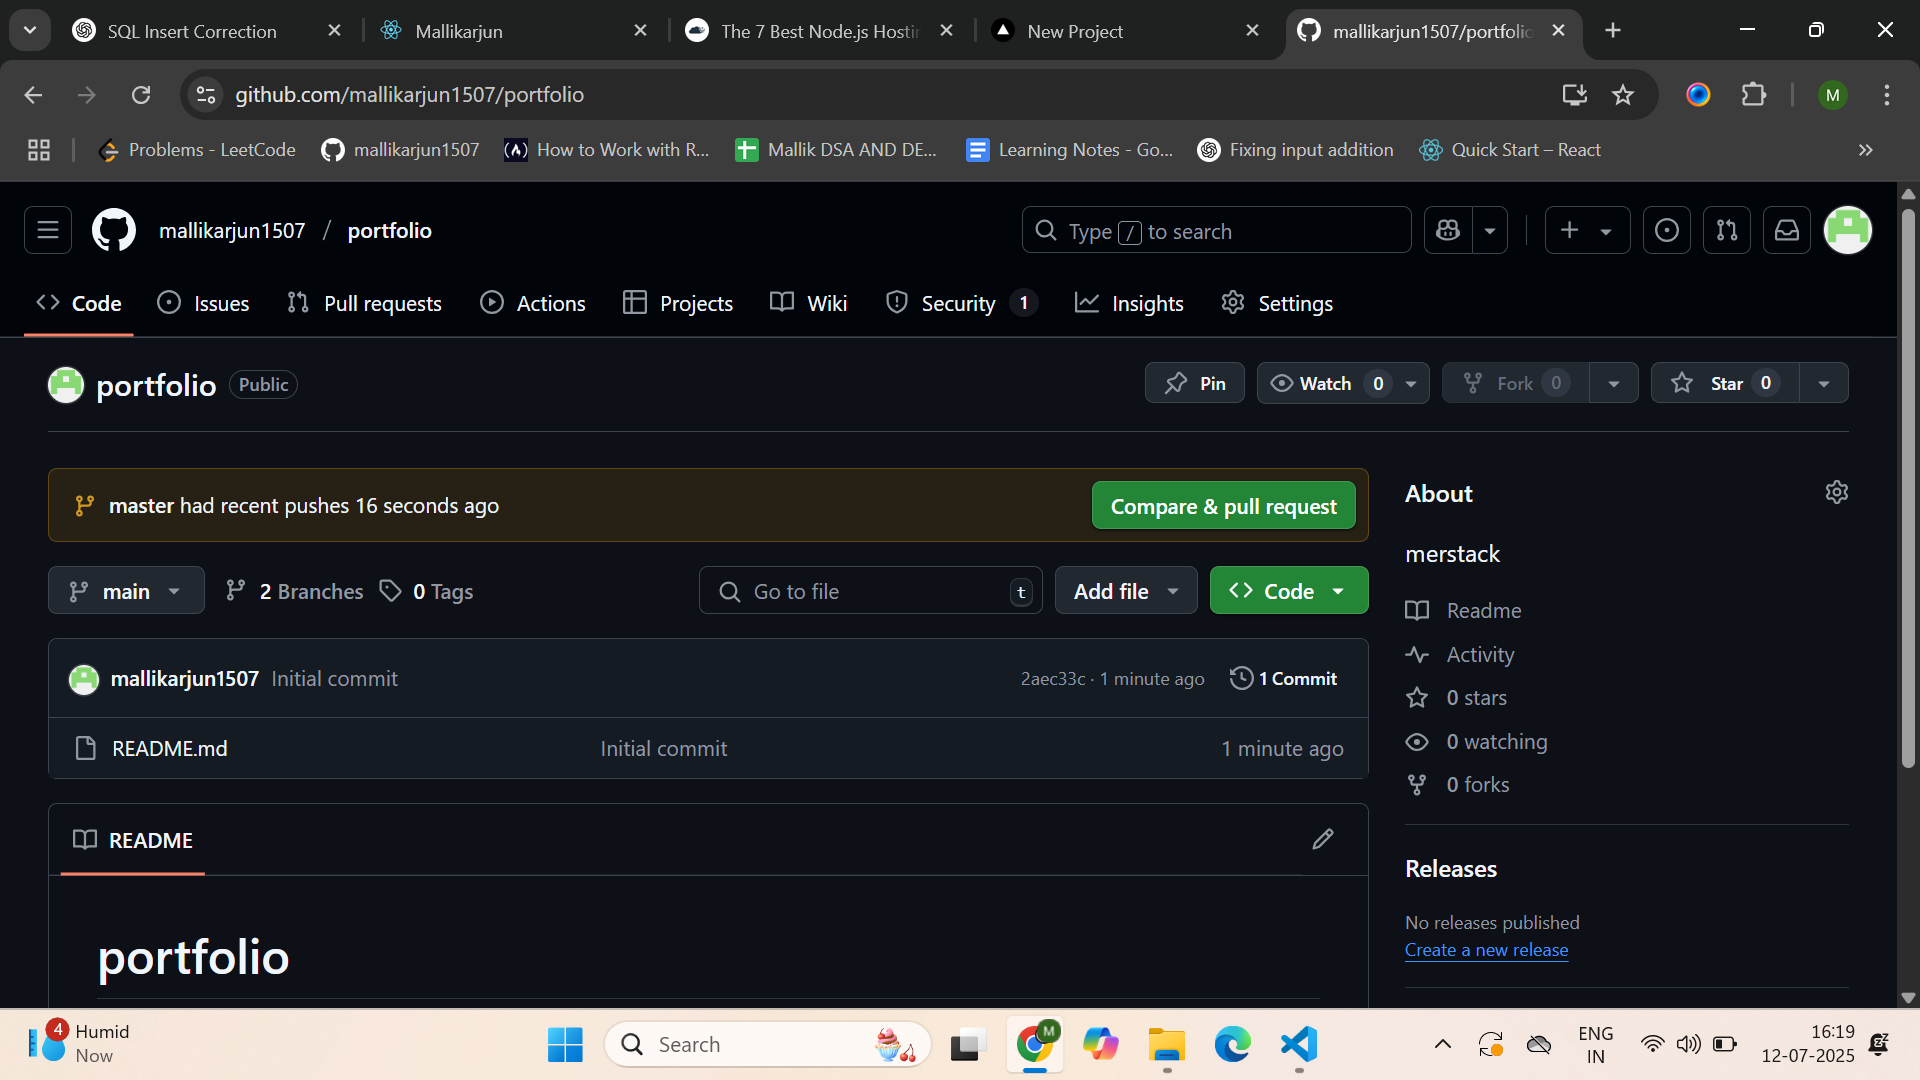 SQL Insert Correction
Mallikarjun
The 7 Best Node.js Hostin
New Project
mallikarjun1507/portfolio
github.com/mallikarjun1507/portfolio
M
Problems - LeetCode
mallikarjun1507
How to Work with R...
Mallik DSA AND DE...
Learning Notes - Go...
Fixing input addition
Quick Start – React
mallikarjun1507 / portfolio
Type / to search
Code
Issues
Pull requests
Actions
Projects
Wiki
Security 1
Insights
Settings
portfolio Public
Pin
Watch 0
Fork 0
Star 0
master had recent pushes 16 seconds ago
Compare & pull request
main
2 Branches
0 Tags
Go to file t
Add file
Code
mallikarjun1507 Initial commit
2aec33c · 1 minute ago
1 Commit
README.md
Initial commit
1 minute ago
README
portfolio
About
merstack
Readme
Activity
0 stars
0 watching
0 forks
Releases
No releases published
Create a new release
4
Humid
Now
Search
M
ENG
IN
16:19
12-07-2025